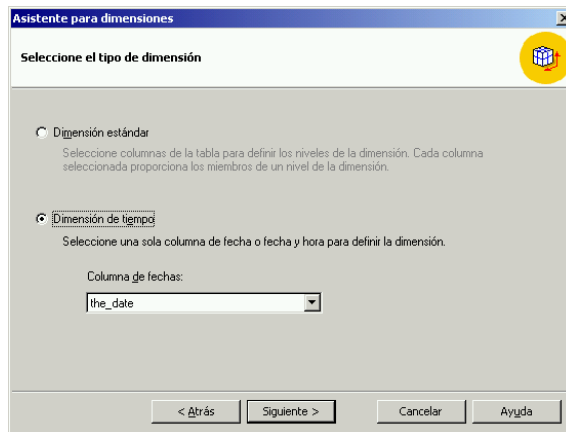 Asistente para dimensiones
Seleccione el tipo de dimensión
Dimensión estándar
Seleccione columnas de la tabla para definir los niveles de la dimensión. Cada columna
seleccionada proporciona los miembros de un nivel de la dimensión.
Dimensión de tiempo
Seleccione una sola columna de fecha o fecha y hora para definir la dimensión.
Columna de fechas:
the_date
< Atrás
Siguiente >
Cancelar
Ayuda